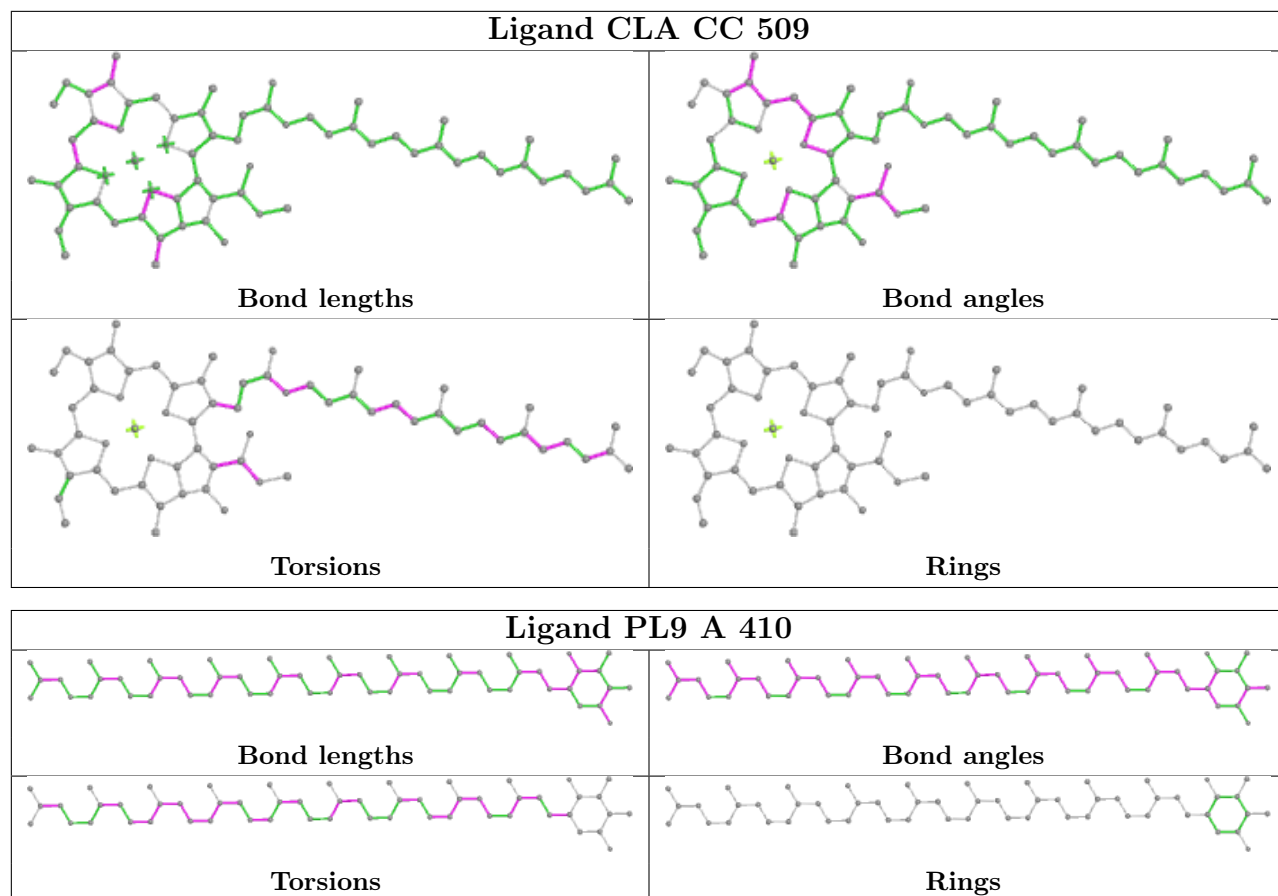 Ligand CLA CC 509
Bond lengths
Bond angles
Torsions
Rings
Ligand PL9 A 410
Bond lengths
Bond angles
Torsions
Rings